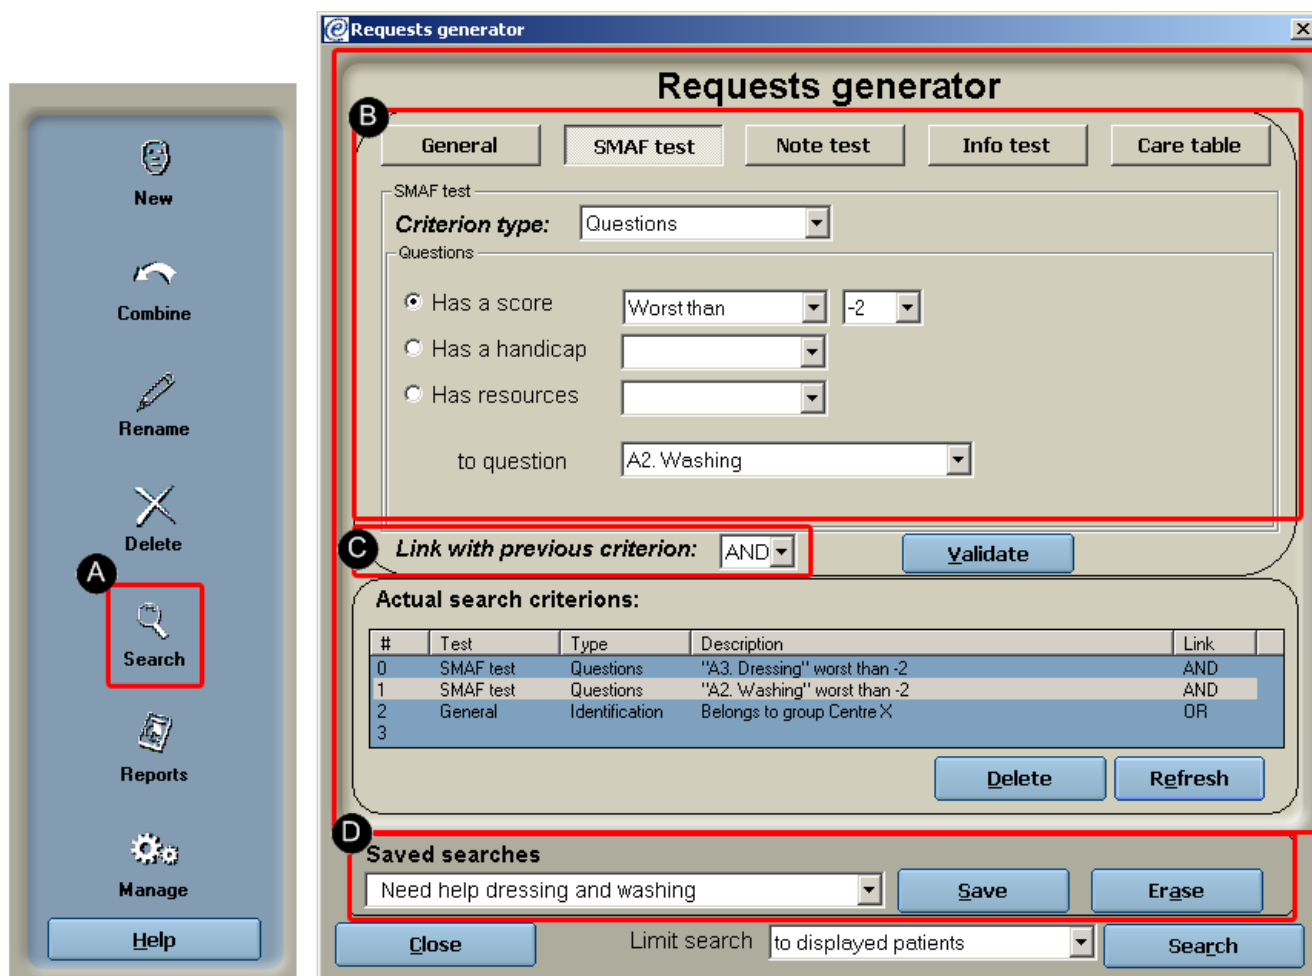 New
Combine
Rename
Delete
A
Search
Reports
Manage
Help
Requests generator
Requests generator
B
General SMAF test Note test Info test Care table
SMAF test
Criterion type: Questions
Questions
Has a score Worst than -2
Has a handicap
Has resources
to question A2. Washing
C Link with previous criterion: AND Validate
Actual search criterions:
# Test Type Description Link
0 SMAF test Questions "A3. Dressing" worst than -2 AND
1 SMAF test Questions "A2. Washing" worst than -2 AND
2 General Identification Belongs to group Centre X OR
3
Delete Refresh
D
Saved searches
Need help dressing and washing Save Erase
Close Limit search to displayed patients Search